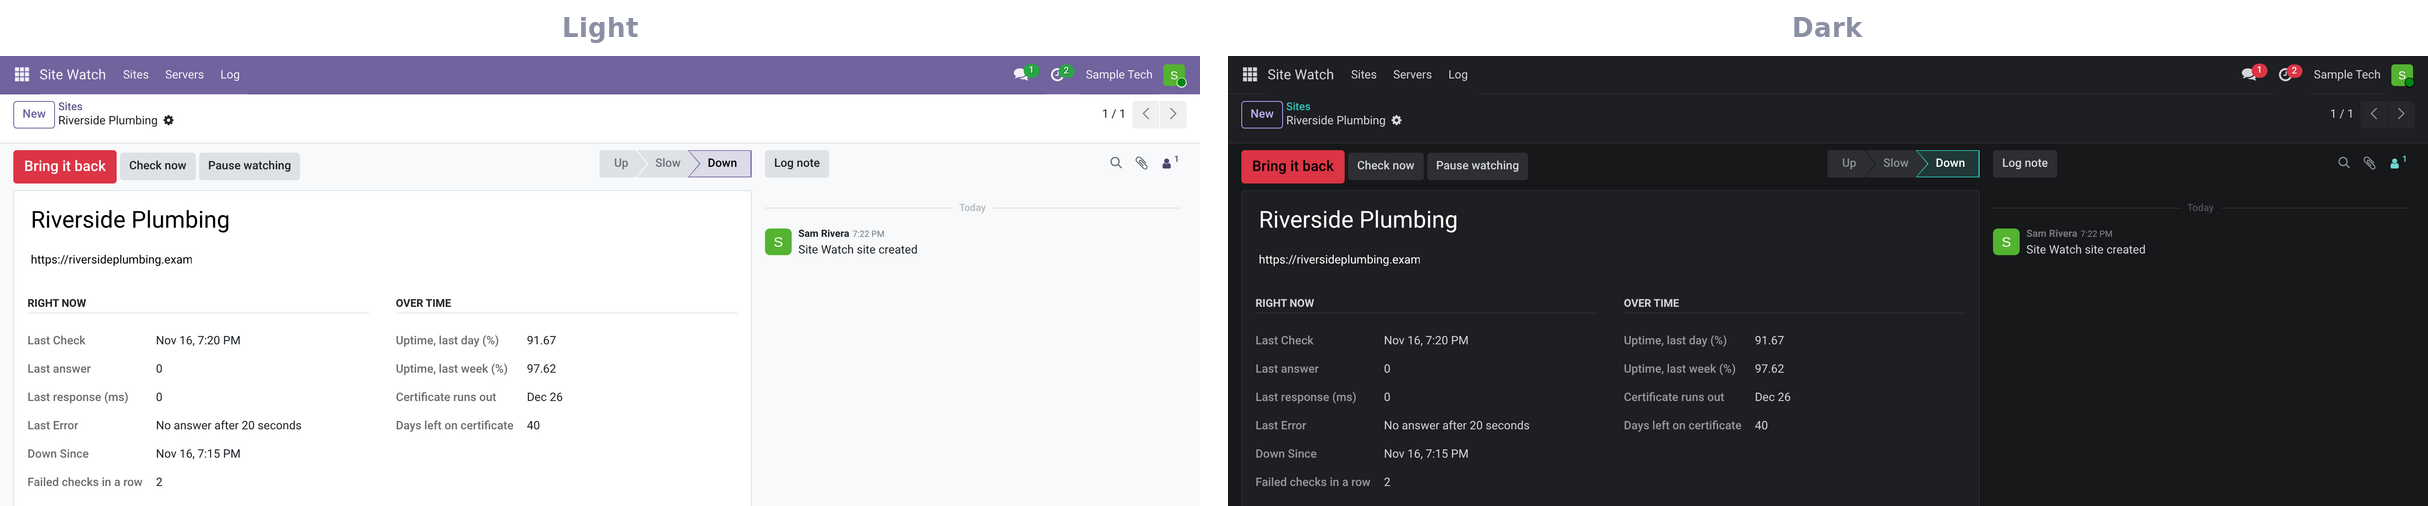 Light
Site Watch Sites Servers Log 1 2 Sample Tech S
New Sites
Riverside Plumbing 1 / 1
Bring it back Check now Pause watching Up Slow Down Log note 1
Riverside Plumbing
https://riversideplumbing.exam
RIGHT NOW
Last Check Nov 16, 7:20 PM
Last answer 0
Last response (ms) 0
Last Error No answer after 20 seconds
Down Since Nov 16, 7:15 PM
Failed checks in a row 2
OVER TIME
Uptime, last day (%) 91.67
Uptime, last week (%) 97.62
Certificate runs out Dec 26
Days left on certificate 40
Today
S Sam Rivera 7:22 PM
Site Watch site created
Dark
Site Watch Sites Servers Log 1 2 Sample Tech S
New Sites
Riverside Plumbing 1 / 1
Bring it back Check now Pause watching Up Slow Down Log note 1
Riverside Plumbing
https://riversideplumbing.exam
RIGHT NOW
Last Check Nov 16, 7:20 PM
Last answer 0
Last response (ms) 0
Last Error No answer after 20 seconds
Down Since Nov 16, 7:15 PM
Failed checks in a row 2
OVER TIME
Uptime, last day (%) 91.67
Uptime, last week (%) 97.62
Certificate runs out Dec 26
Days left on certificate 40
Today
S Sam Rivera 7:22 PM
Site Watch site created